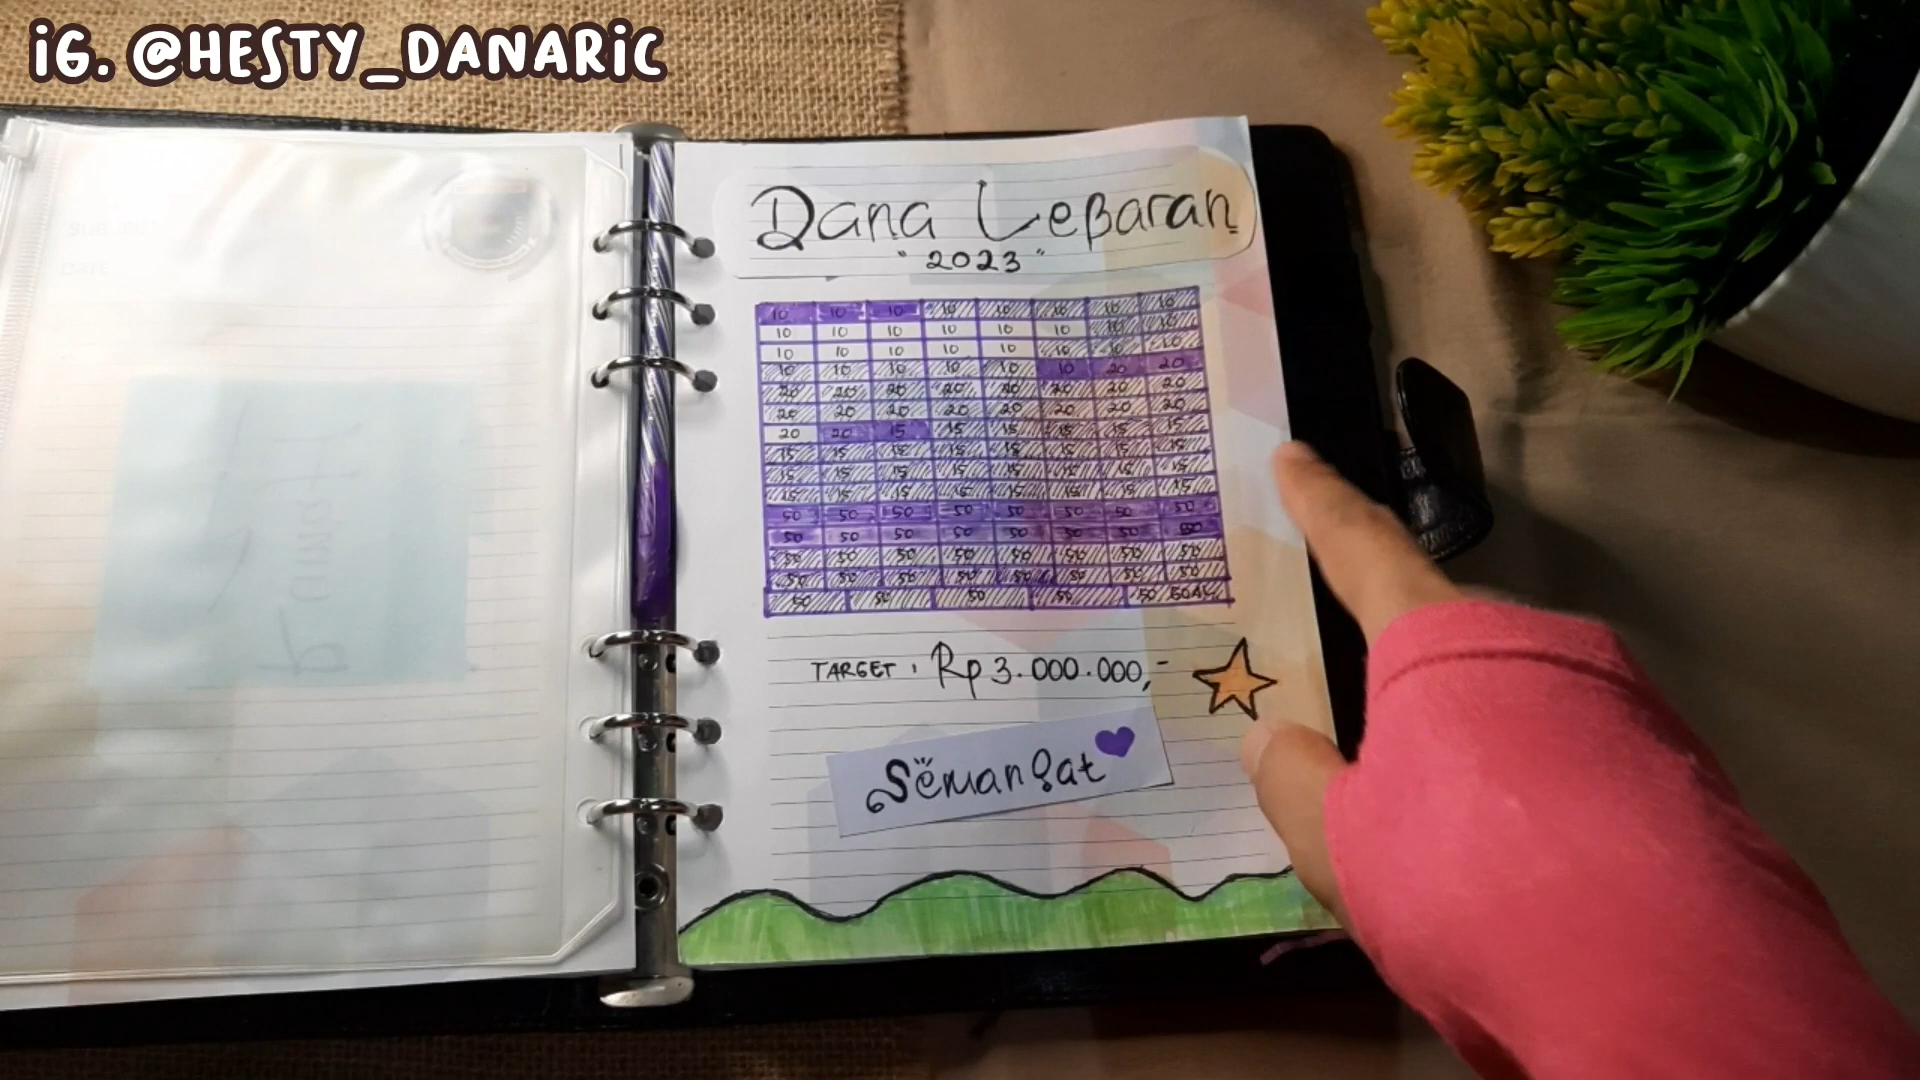 iG. @HESTY_DANARiC
Dana Lebaran
"2023"
10 10 10 10 10 10 10 10
10 10 10 10 10 10 10 10
10 10 10 10 10 10 10 10
10 10 10 10 10 10 20 20
20 20 20 20 20 20 20 20
20 20 20 20 20 20 20 20
20 20 15 15 15 15 15 15
15 15 15 15 15 15 15 15
15 15 15 15 15 15 15 15
15 15 15 15 15 15 15 15
50 50 50 50 50 50 50 50
50 50 50 50 50 50 50 50
50 50 50 50 50 50 50 50
50 50 50 50 50 50 50 50
50 50 50 50 50
TARGET : Rp 3.000.000,-
Semangat